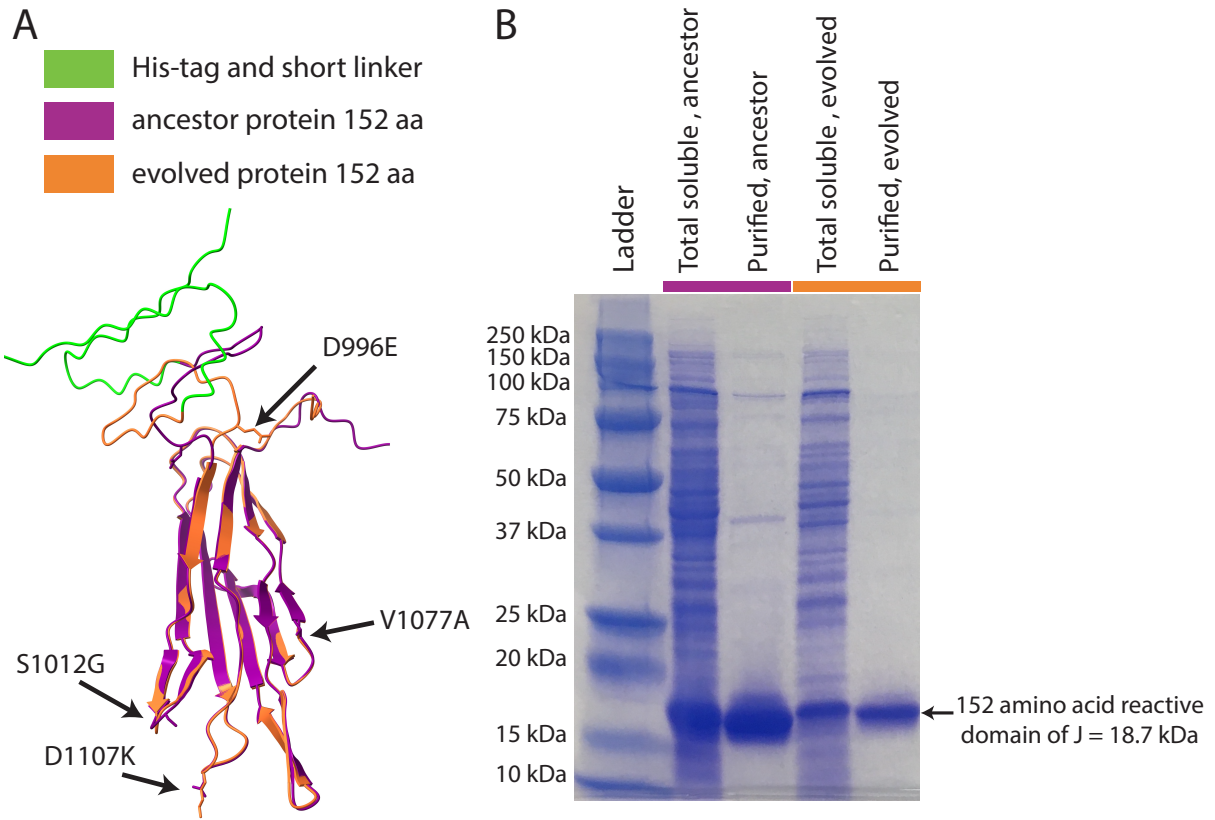 A
His-tag and short linker
ancestor protein 152 aa
evolved protein 152 aa
D996E
V1077A
S1012G
D1107K
B
Ladder
Total soluble , ancestor
Purified, ancestor
Total soluble, evolved
Purified, evolved
250 kDa
150 kDa
100 kDa
75 kDa
50 kDa
37 kDa
25 kDa
20 kDa
15 kDa
10 kDa
152 amino acid reactive
domain of J = 18.7 kDa